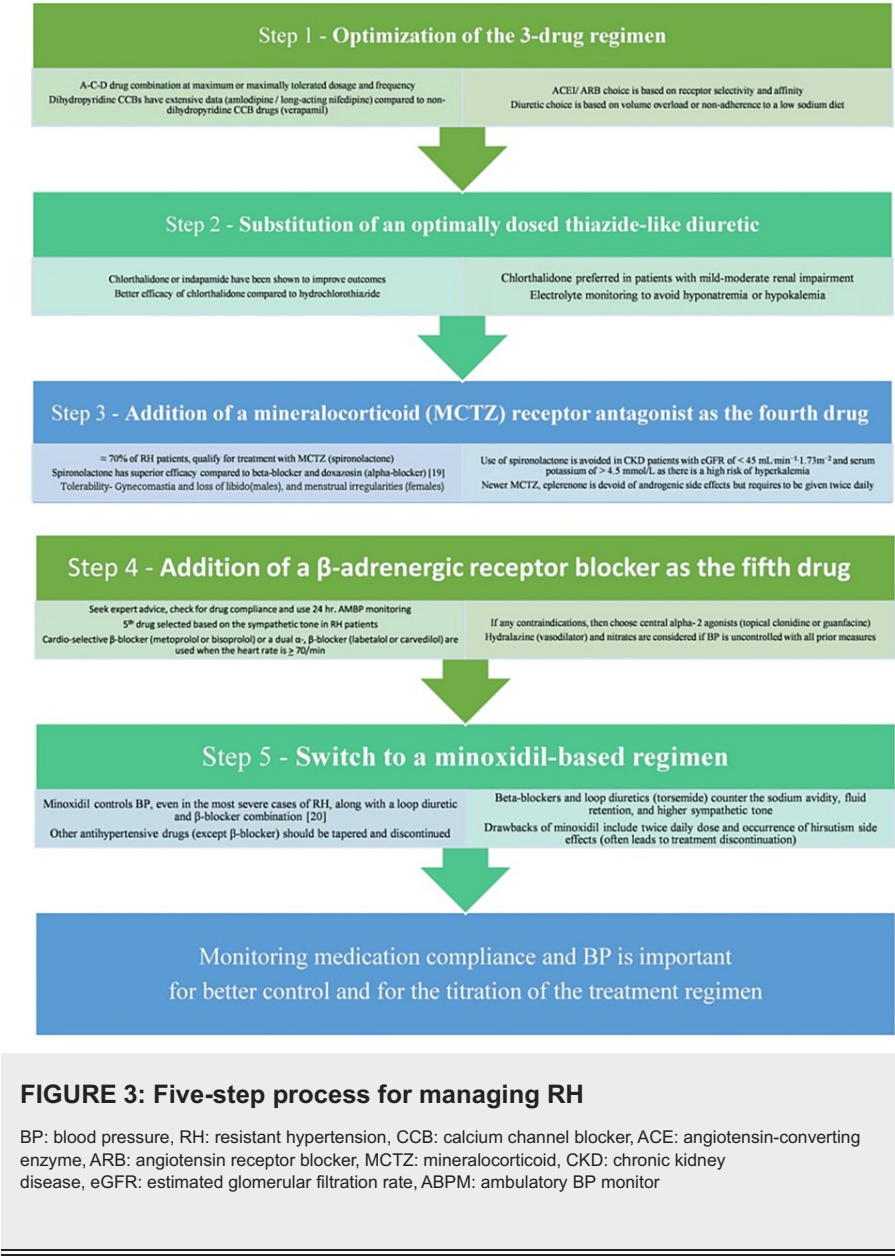 Step 1 - Optimization of the 3-drug regimen
A-C-D drug combination at maximum or maximally tolerated dosage and frequency
Dihydropyridine CCBs have extensive data (amlodipine / long-acting nifedipine) compared to non-
dihydropyridine CCB drugs (verapamil)
ACEI/ ARB choice is based on receptor selectivity and affinity
Diuretic choice is based on volume overload or non-adherence to a low sodium diet
Step 2 - Substitution of an optimally dosed thiazide-like diuretic
Chlorthalidone or indapamide have been shown to improve outcomes
Better efficacy of chlorthalidone compared to hydrochlorothiazide
Chlorthalidone preferred in patients with mild-moderate renal impairment
Electrolyte monitoring to avoid hyponatremia or hypokalemia
Step 3 - Addition of a mineralocorticoid (MCTZ) receptor antagonist as the fourth drug
≈ 70% of RH patients, qualify for treatment with MCTZ (spironolactone)
Spironolactone has superior efficacy compared to beta-blocker and doxazosin (alpha-blocker) [19]
Tolerability- Gynecomastia and loss of libido(males), and menstrual irregularities (females)
Use of spironolactone is avoided in CKD patients with eGFR of < 45 mL·min⁻¹·1.73m⁻² and serum
potassium of > 4.5 mmol/L as there is a high risk of hyperkalemia
Newer MCTZ, eplerenone is devoid of androgenic side effects but requires to be given twice daily
Step 4 - Addition of a β-adrenergic receptor blocker as the fifth drug
Seek expert advice, check for drug compliance and use 24 hr. AMBP monitoring
5th drug selected based on the sympathetic tone in RH patients
Cardio-selective β-blocker (metoprolol or bisoprolol) or a dual α-, β-blocker (labetalol or carvedilol) are
used when the heart rate is ≥ 70/min
If any contraindications, then choose central alpha- 2 agonists (topical clonidine or guanfacine)
Hydralazine (vasodilator) and nitrates are considered if BP is uncontrolled with all prior measures
Step 5 - Switch to a minoxidil-based regimen
Minoxidil controls BP, even in the most severe cases of RH, along with a loop diuretic
and β-blocker combination [20]
Other antihypertensive drugs (except β-blocker) should be tapered and discontinued
Beta-blockers and loop diuretics (torsemide) counter the sodium avidity, fluid
retention, and higher sympathetic tone
Drawbacks of minoxidil include twice daily dose and occurrence of hirsutism side
effects (often leads to treatment discontinuation)
Monitoring medication compliance and BP is important
for better control and for the titration of the treatment regimen
FIGURE 3: Five-step process for managing RH
BP: blood pressure, RH: resistant hypertension, CCB: calcium channel blocker, ACE: angiotensin-converting
enzyme, ARB: angiotensin receptor blocker, MCTZ: mineralocorticoid, CKD: chronic kidney
disease, eGFR: estimated glomerular filtration rate, ABPM: ambulatory BP monitor